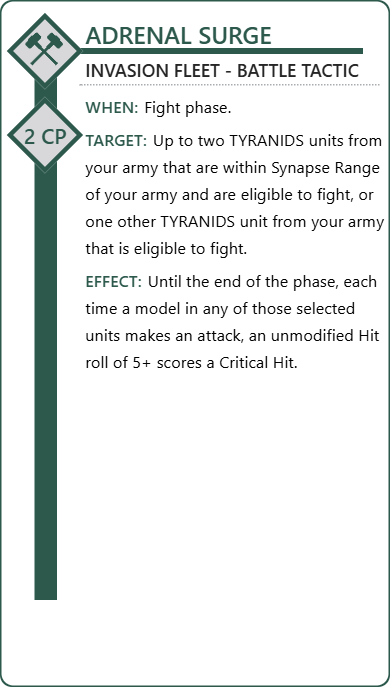 ADRENAL SURGE
INVASION FLEET - BATTLE TACTIC
WHEN: Fight phase.
2 CP
TARGET: Up to two TYRANIDS units from
your army that are within Synapse Range
of your army and are eligible to fight, or
one other TYRANIDS unit from your army
that is eligible to fight.
EFFECT: Until the end of the phase, each
time a model in any of those selected
units makes an attack, an unmodified Hit
roll of 5+ scores a Critical Hit.